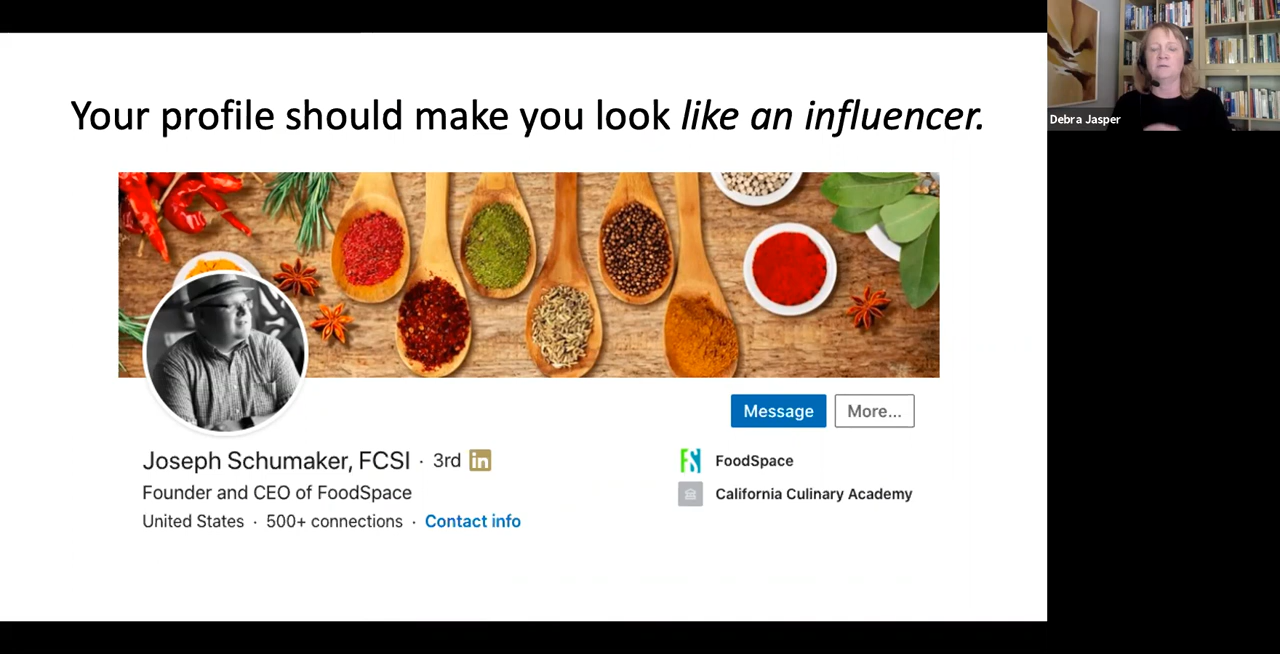 Your profile should make you look like an influencer.
Debra Jasper
Message
More...
Joseph Schumaker, FCSI · 3rd in
FoodSpace
Founder and CEO of FoodSpace
California Culinary Academy
United States · 500+ connections · Contact info